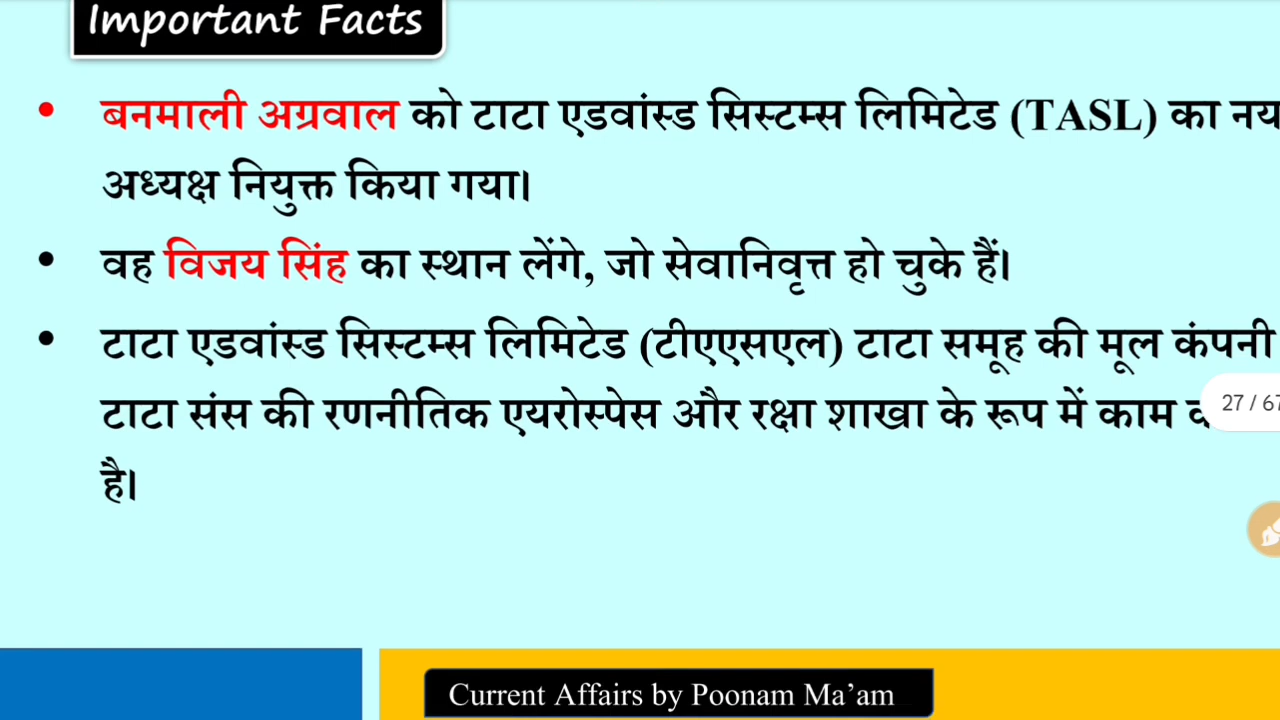 Important Facts
• बनमाली अग्रवाल को टाटा एडवांस्ड सिस्टम्स लिमिटेड (TASL) का नय
अध्यक्ष नियुक्त किया गया।
• वह विजय सिंह का स्थान लेंगे, जो सेवानिवृत्त हो चुके हैं।
• टाटा एडवांस्ड सिस्टम्स लिमिटेड (टीएएसएल) टाटा समूह की मूल कंपनी
टाटा संस की रणनीतिक एयरोस्पेस और रक्षा शाखा के रूप में काम
27 / 67
है।
Current Affairs by Poonam Ma’am